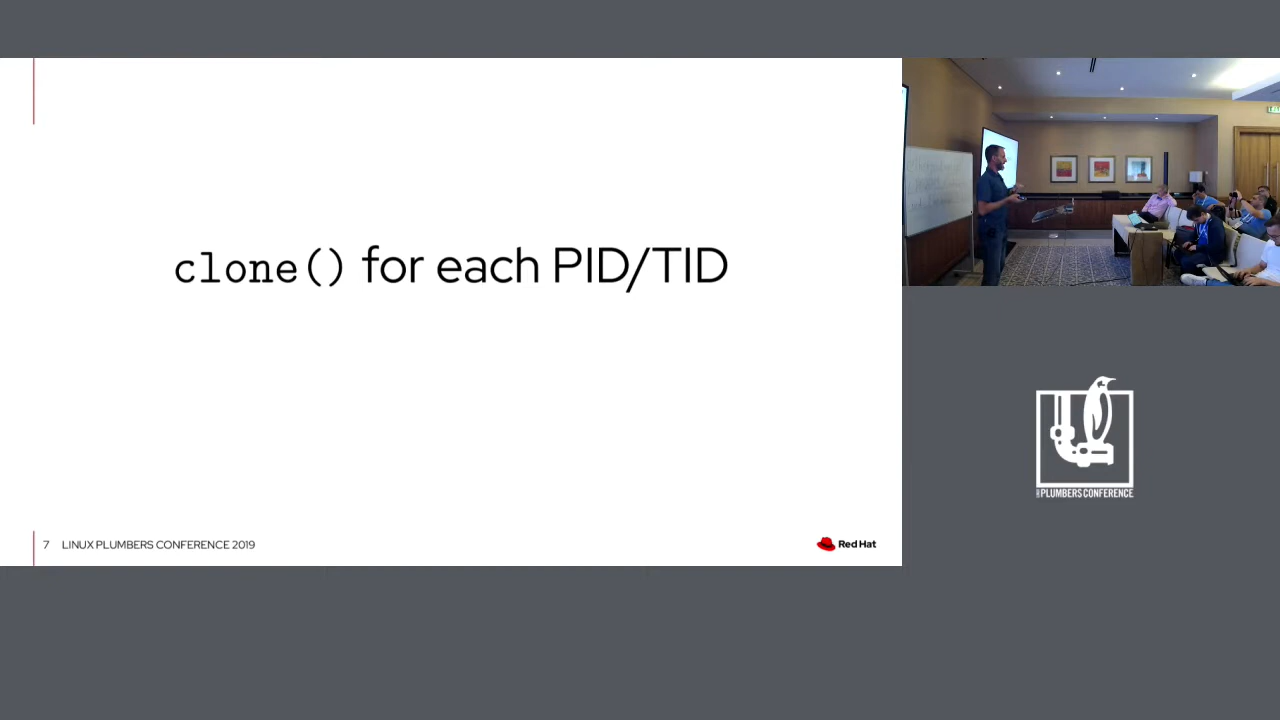 clone() for each PID/TID
7 LINUX PLUMBERS CONFERENCE 2019
Red Hat
PLUMBERS CONFERENCE